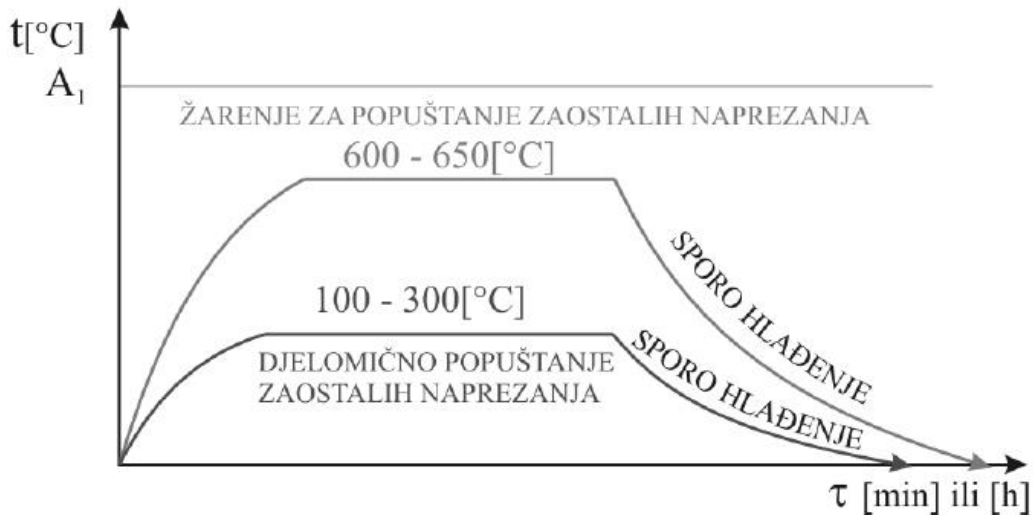 t[°C]
A₁
ŽARENJE ZA POPUŠTANJE ZAOSTALIH NAPREZANJA
600 - 650[°C]
SPORO HLAĐENJE
100 - 300[°C]
DJELOMIČNO POPUŠTANJE
ZAOSTALIH NAPREZANJA
SPORO HLAĐENJE
τ [min] ili [h]